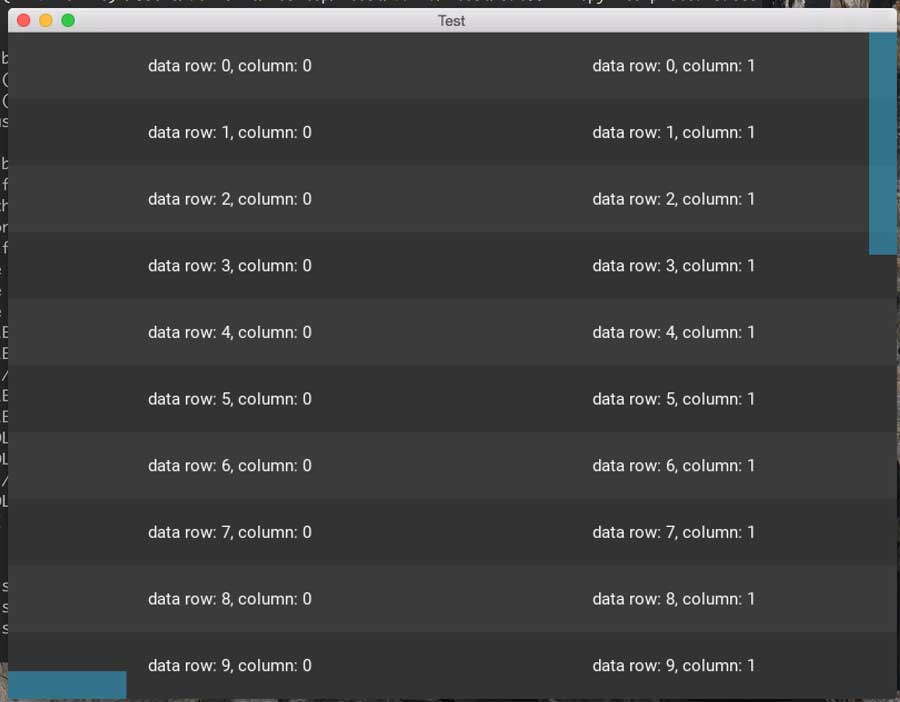 Test
data row: 0, column: 0 data row: 0, column: 1
data row: 1, column: 0 data row: 1, column: 1
data row: 2, column: 0 data row: 2, column: 1
data row: 3, column: 0 data row: 3, column: 1
data row: 4, column: 0 data row: 4, column: 1
data row: 5, column: 0 data row: 5, column: 1
data row: 6, column: 0 data row: 6, column: 1
data row: 7, column: 0 data row: 7, column: 1
data row: 8, column: 0 data row: 8, column: 1
data row: 9, column: 0 data row: 9, column: 1